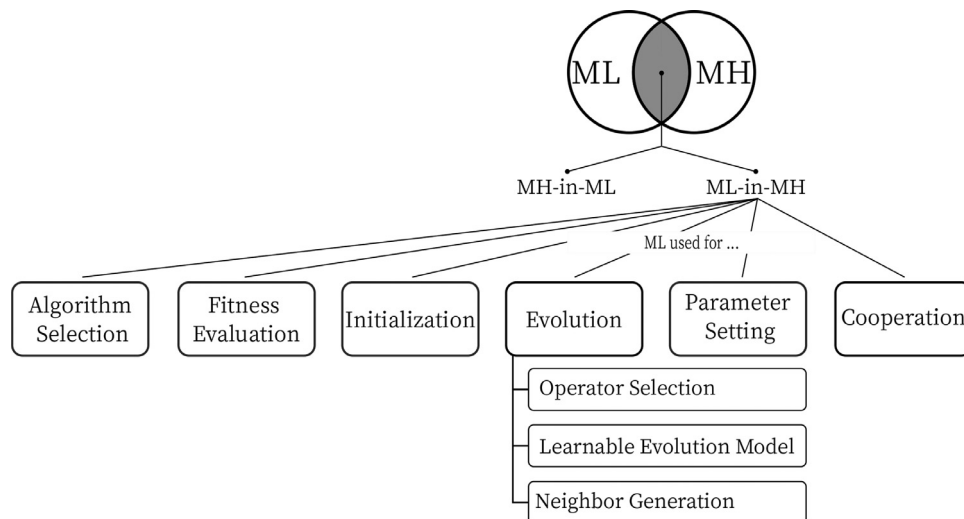 ML
MH
MH-in-ML
ML-in-MH
ML used for ...
Algorithm
Selection
Fitness
Evaluation
Initialization
Evolution
Parameter
Setting
Cooperation
Operator Selection
Learnable Evolution Model
Neighbor Generation